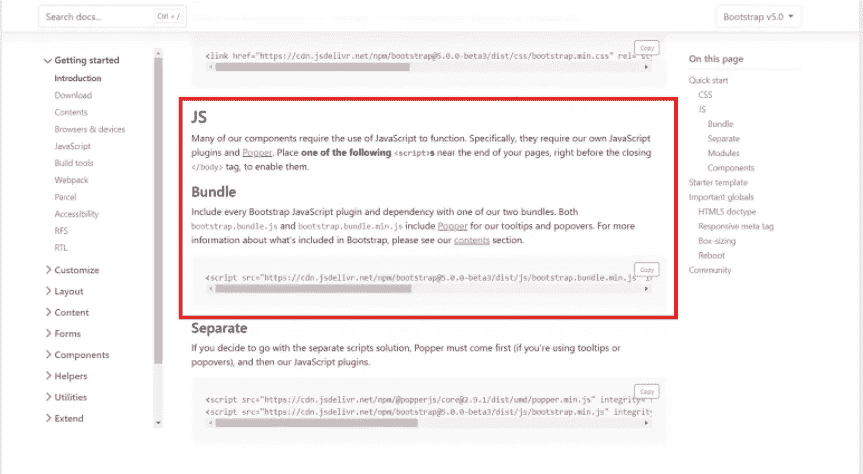 Search docs...
Ctrl + /
Bootstrap v5.0
Getting started
Introduction
Download
Contents
Browsers & devices
JavaScript
Build tools
Webpack
Parcel
Accessibility
RFS
RTL
Customize
Layout
Content
Forms
Components
Helpers
Utilities
Extend
Copy
<link href="https://cdn.jsdelivr.net/npm/bootstrap@5.0.0-beta3/dist/css/bootstrap.min.css" rel=
JS
Many of our components require the use of JavaScript to function. Specifically, they require our own JavaScript
plugins and Popper. Place one of the following <script>s near the end of your pages, right before the closing
</body> tag, to enable them.
Bundle
Include every Bootstrap JavaScript plugin and dependency with one of our two bundles. Both
bootstrap.bundle.js and bootstrap.bundle.min.js include Popper for our tooltips and popovers. For more
information about what's included in Bootstrap, please see our contents section.
Copy
<script src="https://cdn.jsdelivr.net/npm/bootstrap@5.0.0-beta3/dist/js/bootstrap.bundle.min.js"
Separate
If you decide to go with the separate scripts solution, Popper must come first (if you're using tooltips or
popovers), and then our JavaScript plugins.
Copy
<script src="https://cdn.jsdelivr.net/npm/@popperjs/core@2.9.1/dist/umd/popper.min.js" integrity=
<script src="https://cdn.jsdelivr.net/npm/bootstrap@5.0.0-beta3/dist/js/bootstrap.min.js" integrity
On this page
Quick start
CSS
JS
Bundle
Separate
Modules
Components
Starter template
Important globals
HTML5 doctype
Responsive meta tag
Box-sizing
Reboot
Community